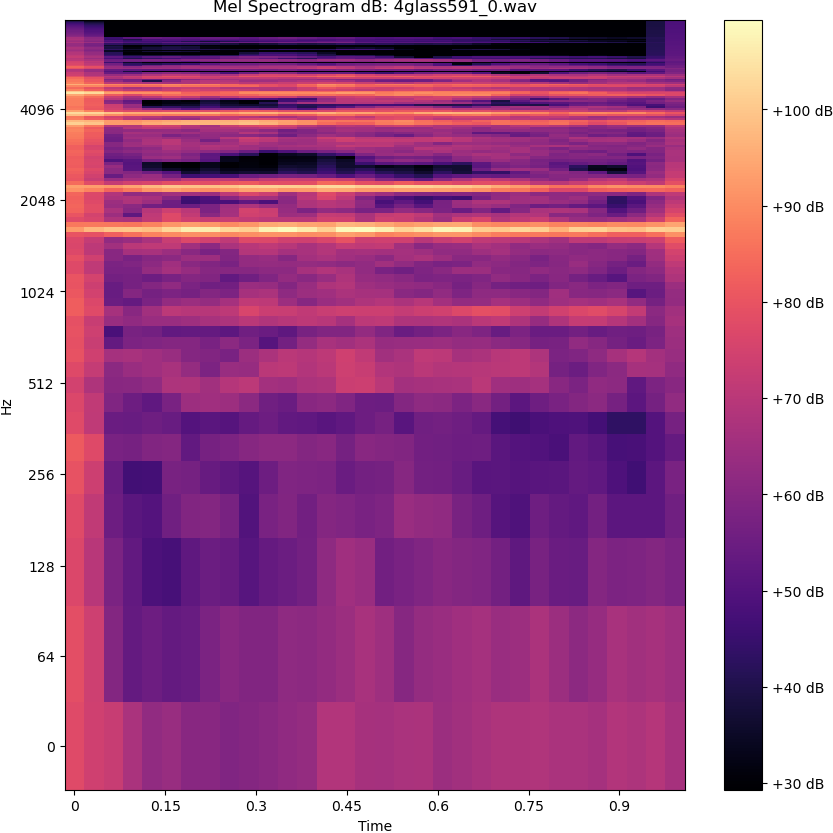 Mel Spectrogram dB: 4glass591_0.wav
4096
2048
1024
512
256
128
64
0
Hz
0 0.15 0.3 0.45 0.6 0.75 0.9
Time
+100 dB
+90 dB
+80 dB
+70 dB
+60 dB
+50 dB
+40 dB
+30 dB